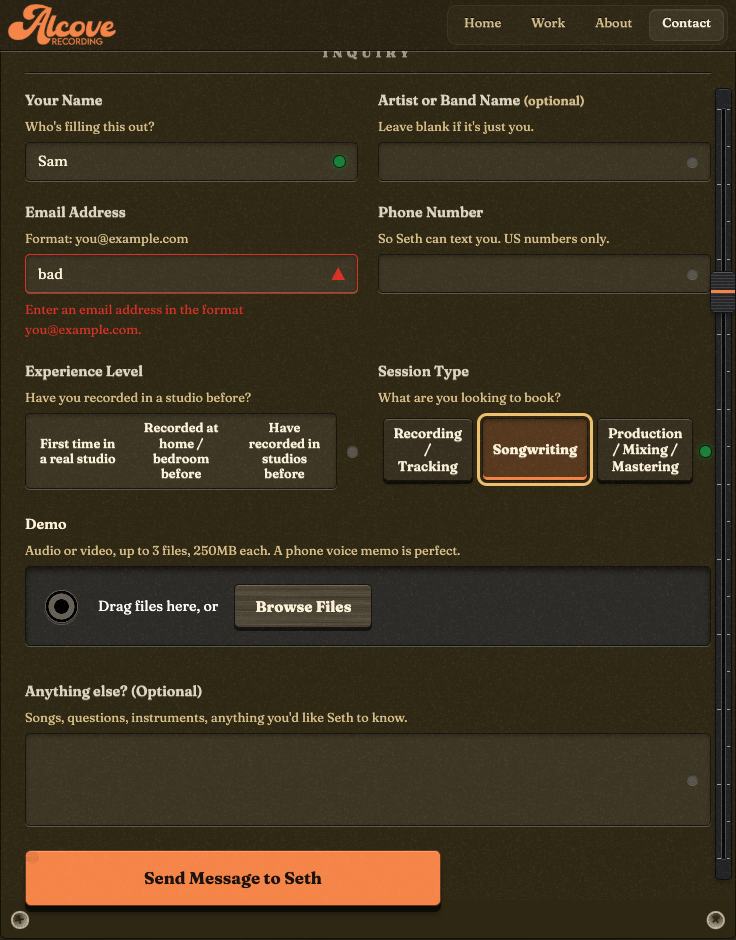 Alcove
RECORDING
Home
Work
About
Contact
INQUIRY
Your Name
Who's filling this out?
Sam
Artist or Band Name (optional)
Leave blank if it's just you.
Email Address
Format: you@example.com
bad
Enter an email address in the format
you@example.com.
Phone Number
So Seth can text you. US numbers only.
Experience Level
Have you recorded in a studio before?
First time in
a real studio
Recorded at
home /
bedroom
before
Have
recorded in
studios
before
Session Type
What are you looking to book?
Recording
/
Tracking
Songwriting
Production
/ Mixing /
Mastering
Demo
Audio or video, up to 3 files, 250MB each. A phone voice memo is perfect.
Drag files here, or
Browse Files
Anything else? (Optional)
Songs, questions, instruments, anything you'd like Seth to know.
Send Message to Seth